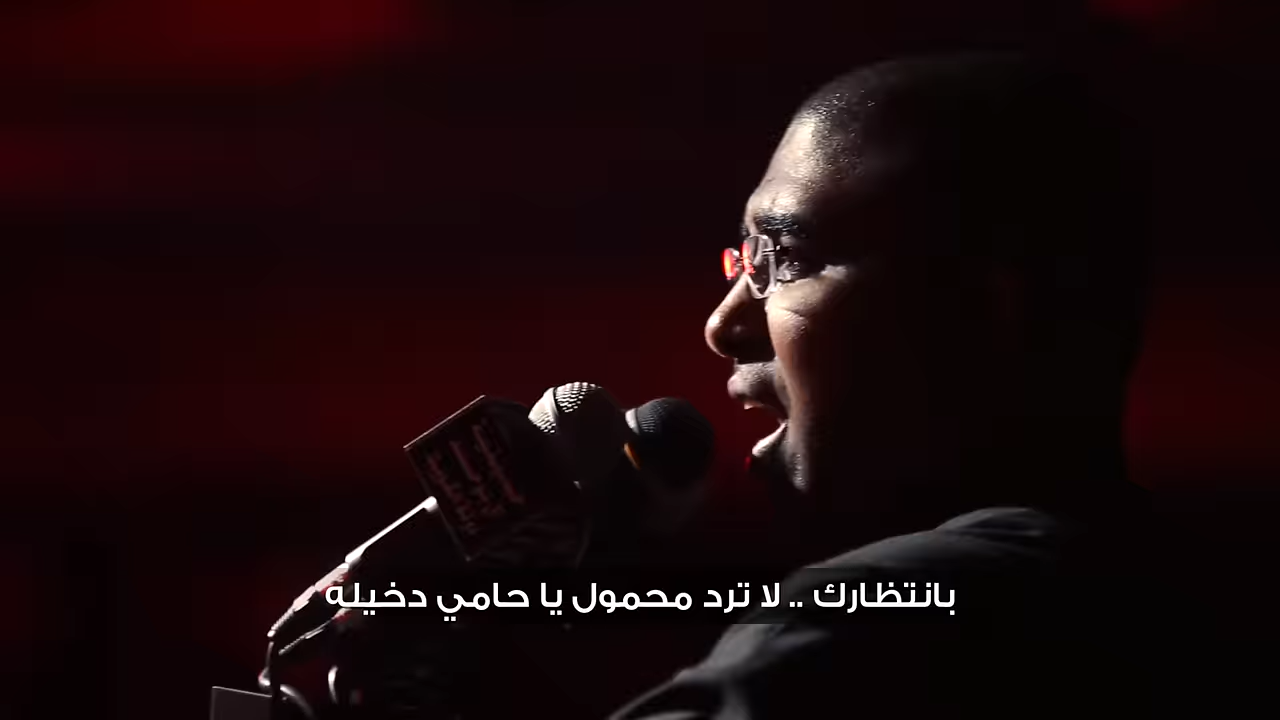 بانتظارك .. لا ترد محمول يا حامي دخيله